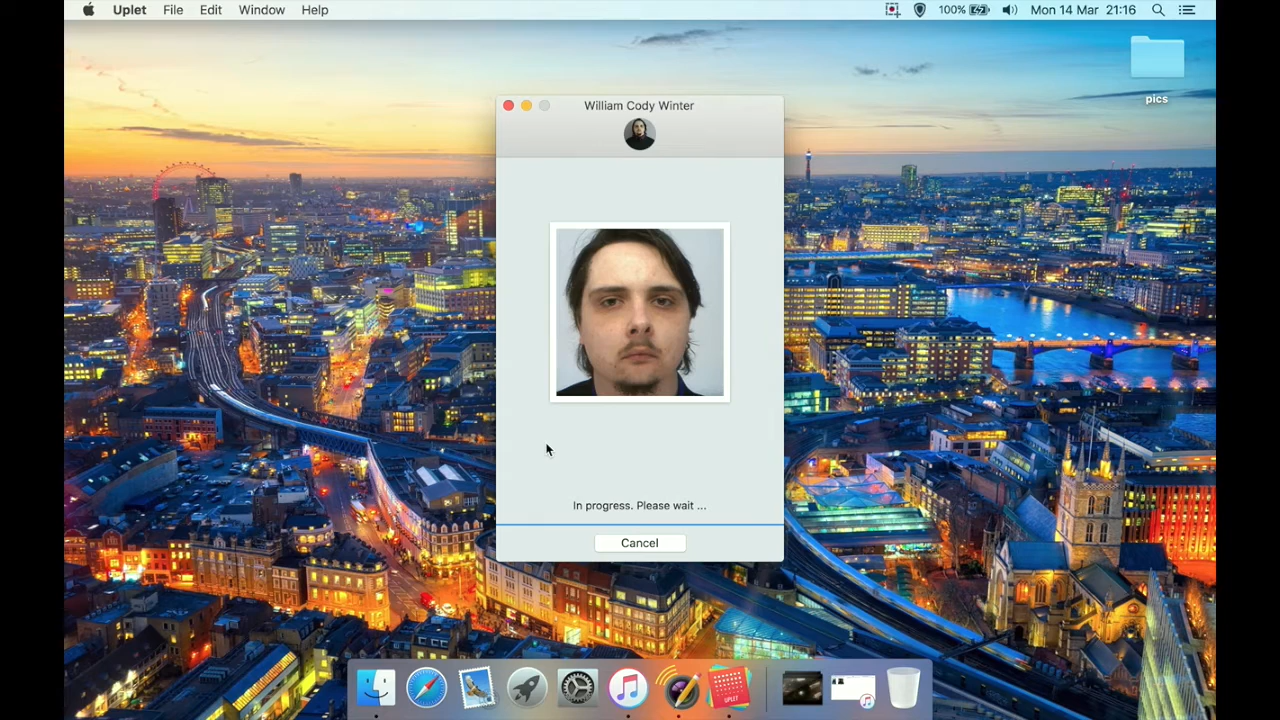 Uplet File Edit Window Help 100% Mon 14 Mar 21:16
pics
William Cody Winter
In progress. Please wait ...
Cancel
UPLET